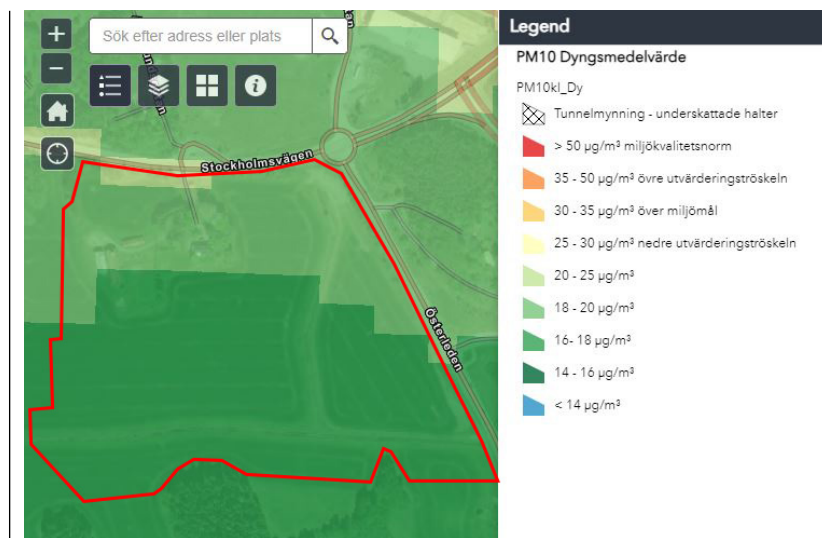 Sök efter adress eller plats
Stockholmsvägen
Österleden
Legend
PM10 Dyngsmedelvärde
PM10kl_Dy
Tunnelmynning - underskattade halter
> 50 µg/m³ miljökvalitetsnorm
35 - 50 µg/m³ övre utvärderingströskeln
30 - 35 µg/m³ över miljömål
25 - 30 µg/m³ nedre utvärderingströskeln
20 - 25 µg/m³
18 - 20 µg/m³
16- 18 µg/m³
14 - 16 µg/m³
< 14 µg/m³